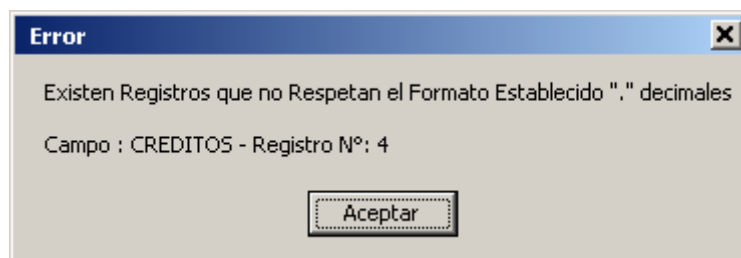 Error
Existen Registros que no Respetan el Formato Establecido "." decimales
Campo : CREDITOS - Registro Nº: 4
Aceptar